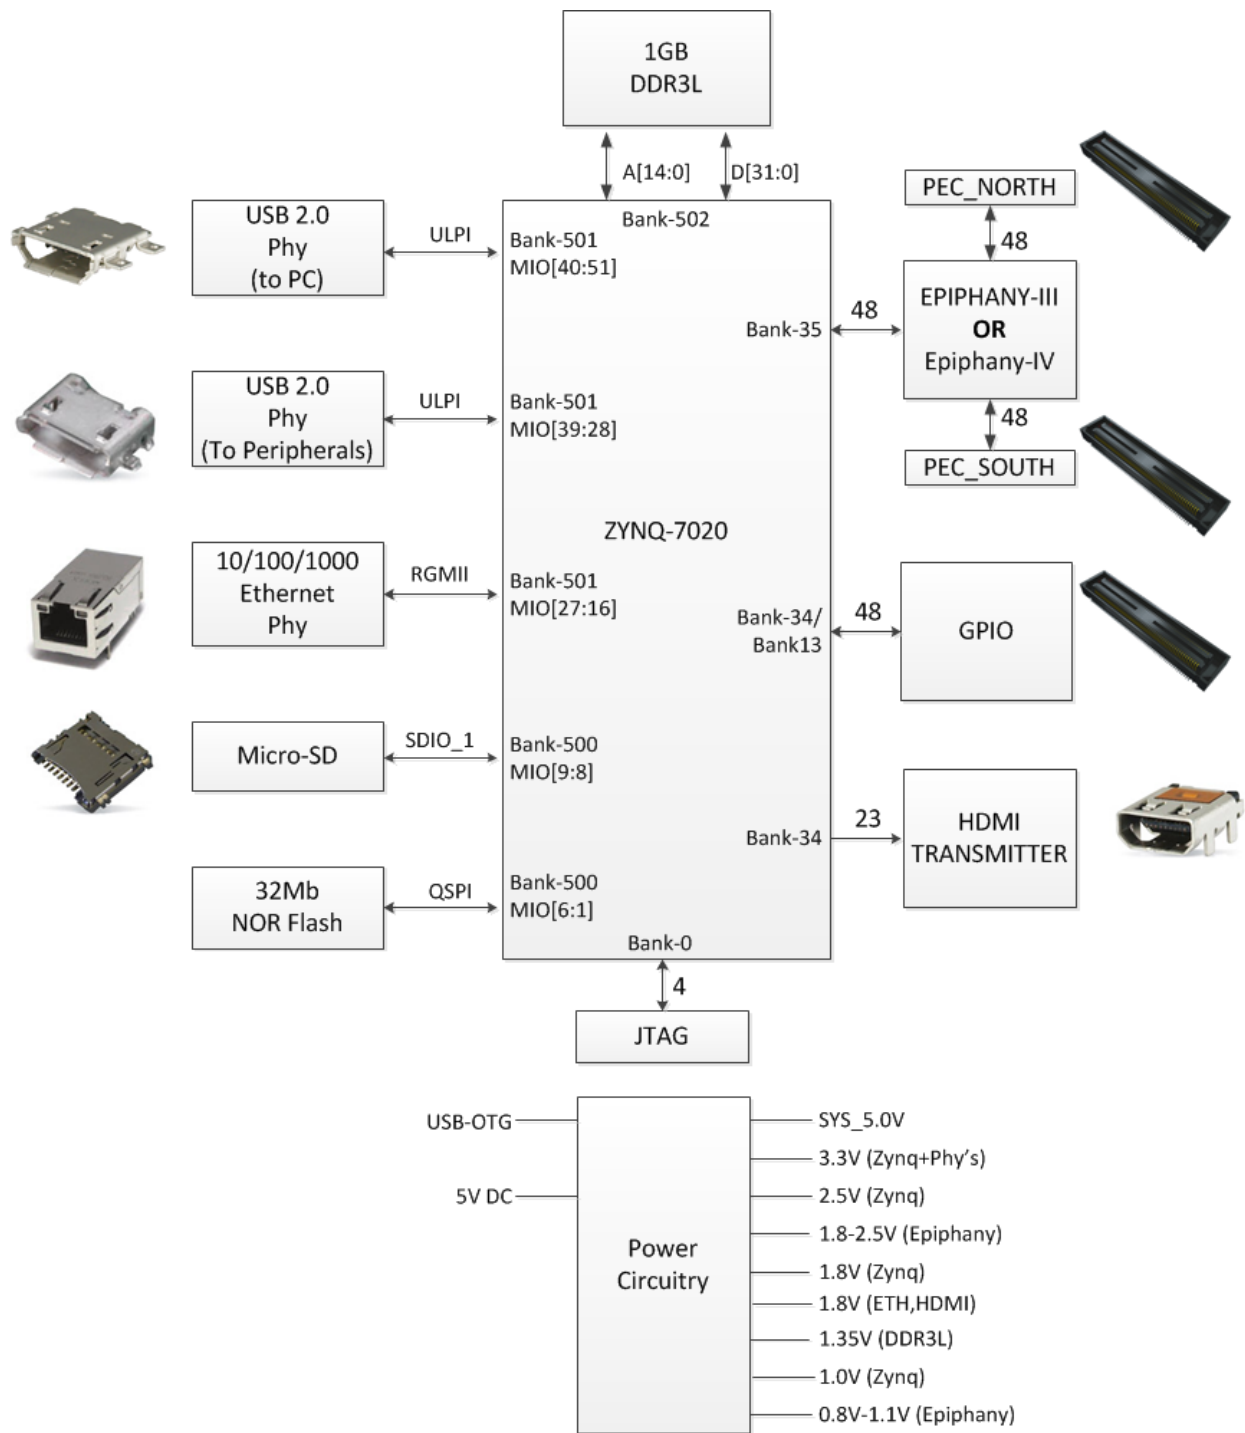 1GB
DDR3L
A[14:0]
D[31:0]
PEC_NORTH
48
USB 2.0
Phy
(to PC)
ULPI
Bank-502
Bank-501
MIO[40:51]
EPIPHANY-III
OR
Epiphany-IV
48
Bank-35
48
PEC_SOUTH
USB 2.0
Phy
(To Peripherals)
ULPI
Bank-501
MIO[39:28]
ZYNQ-7020
10/100/1000
Ethernet
Phy
RGMII
Bank-501
MIO[27:16]
Bank-34/
Bank13
48
GPIO
Micro-SD
SDIO_1
Bank-500
MIO[9:8]
Bank-34
23
HDMI
TRANSMITTER
32Mb
NOR Flash
QSPI
Bank-500
MIO[6:1]
Bank-0
4
JTAG
USB-OTG
5V DC
Power
Circuitry
SYS_5.0V
3.3V (Zynq+Phy's)
2.5V (Zynq)
1.8-2.5V (Epiphany)
1.8V (Zynq)
1.8V (ETH,HDMI)
1.35V (DDR3L)
1.0V (Zynq)
0.8V-1.1V (Epiphany)